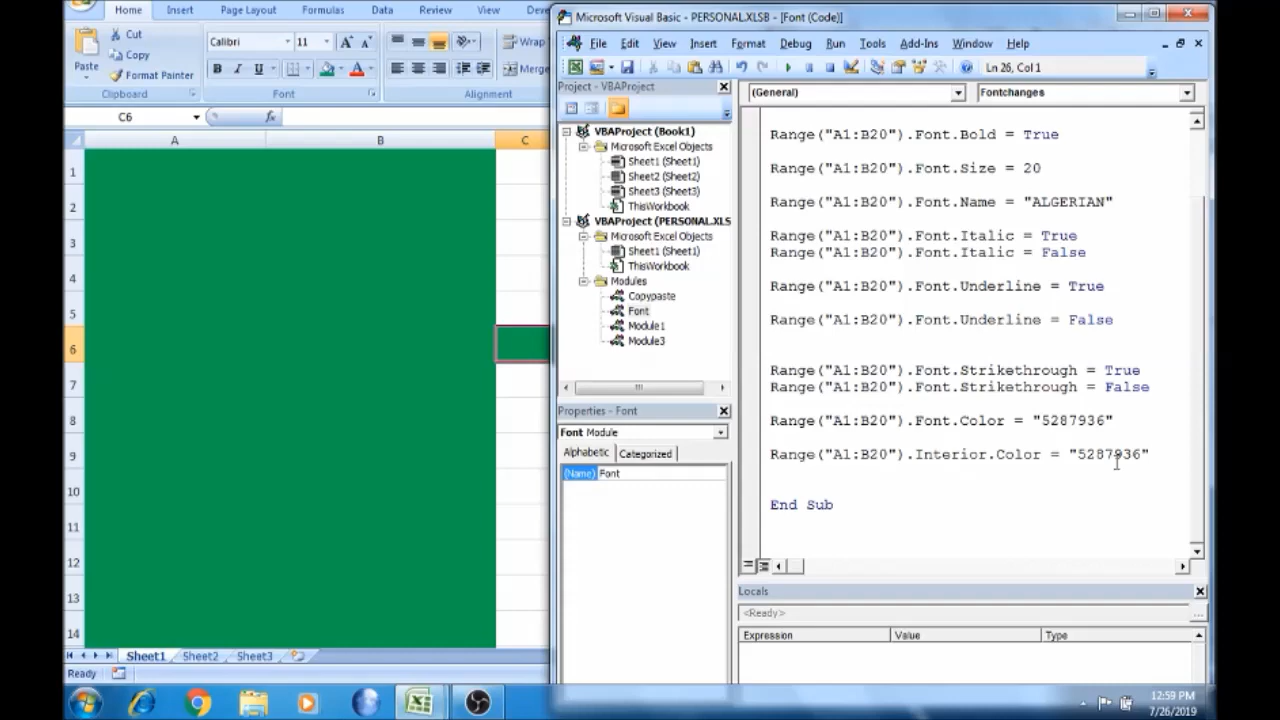 Home Insert Page Layout Formulas Data Review View Dev
Cut
Copy
Format Painter
Paste
Clipboard
Calibri 11
B I U
Font
Wrap
Merge
Alignment
C6
fx
A B C
1
2
3
4
5
6
7
8
9
10
11
12
13
14
Sheet1 Sheet2 Sheet3
Ready
Microsoft Visual Basic - PERSONAL.XLSB - [Font (Code)]
File Edit View Insert Format Debug Run Tools Add-Ins Window Help
Ln 26, Col 1
Project - VBAProject
VBAProject (Book1)
Microsoft Excel Objects
Sheet1 (Sheet1)
Sheet2 (Sheet2)
Sheet3 (Sheet3)
ThisWorkbook
VBAProject (PERSONAL.XLS
Microsoft Excel Objects
Sheet1 (Sheet1)
ThisWorkbook
Modules
Copypaste
Font
Module1
Module3
Properties - Font
Font Module
Alphabetic Categorized
(Name) Font
(General) Fontchanges
Range("A1:B20").Font.Bold = True
Range("A1:B20").Font.Size = 20
Range("A1:B20").Font.Name = "ALGERIAN"
Range("A1:B20").Font.Italic = True
Range("A1:B20").Font.Italic = False
Range("A1:B20").Font.Underline = True
Range("A1:B20").Font.Underline = False
Range("A1:B20").Font.Strikethrough = True
Range("A1:B20").Font.Strikethrough = False
Range("A1:B20").Font.Color = "5287936"
Range("A1:B20").Interior.Color = "5287936"
End Sub
Locals
<Ready>
Expression Value Type
12:59 PM
7/26/2019